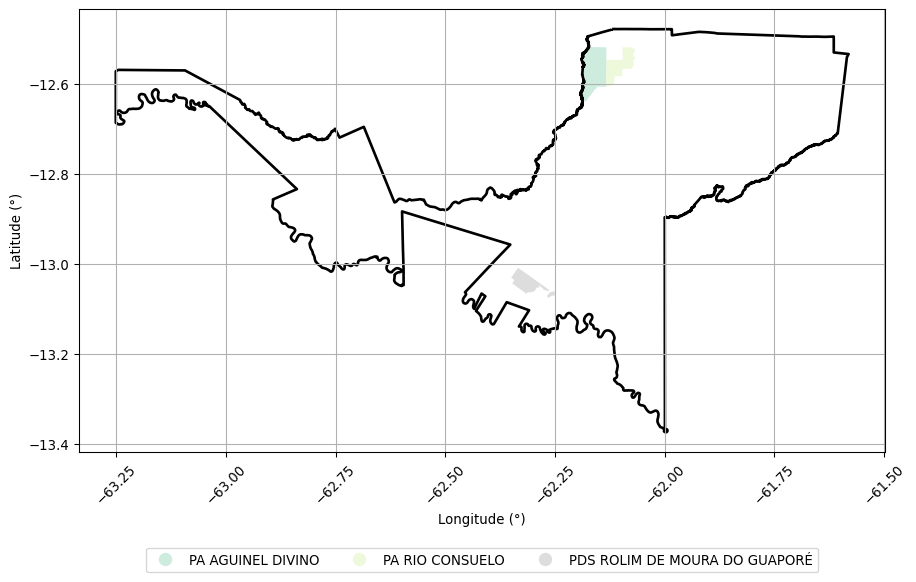 −12.6
−12.8
−13.0
−13.2
−13.4
Latitude (°)
−63.25
−63.00
−62.75
−62.50
−62.25
−62.00
−61.75
−61.50
Longitude (°)
PA AGUINEL DIVINO
PA RIO CONSUELO
PDS ROLIM DE MOURA DO GUAPORÉ